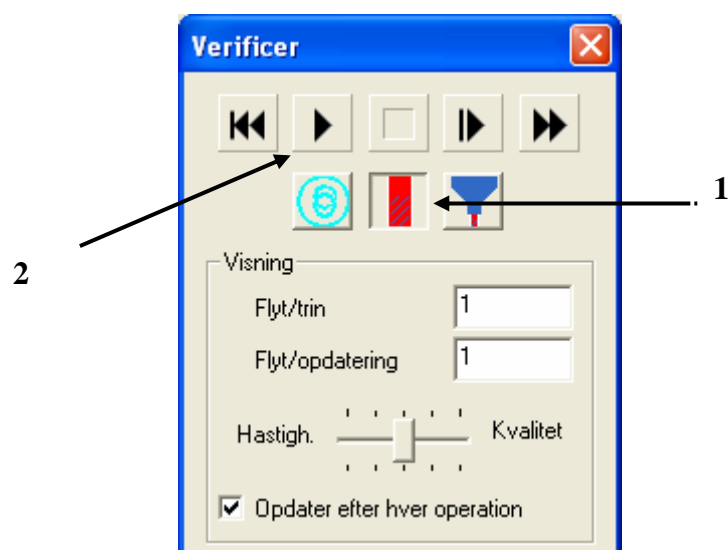 Verificer
1
2
Visning
Flyt/trin 1
Flyt/opdatering 1
Hastigh. Kvalitet
Opdater efter hver operation